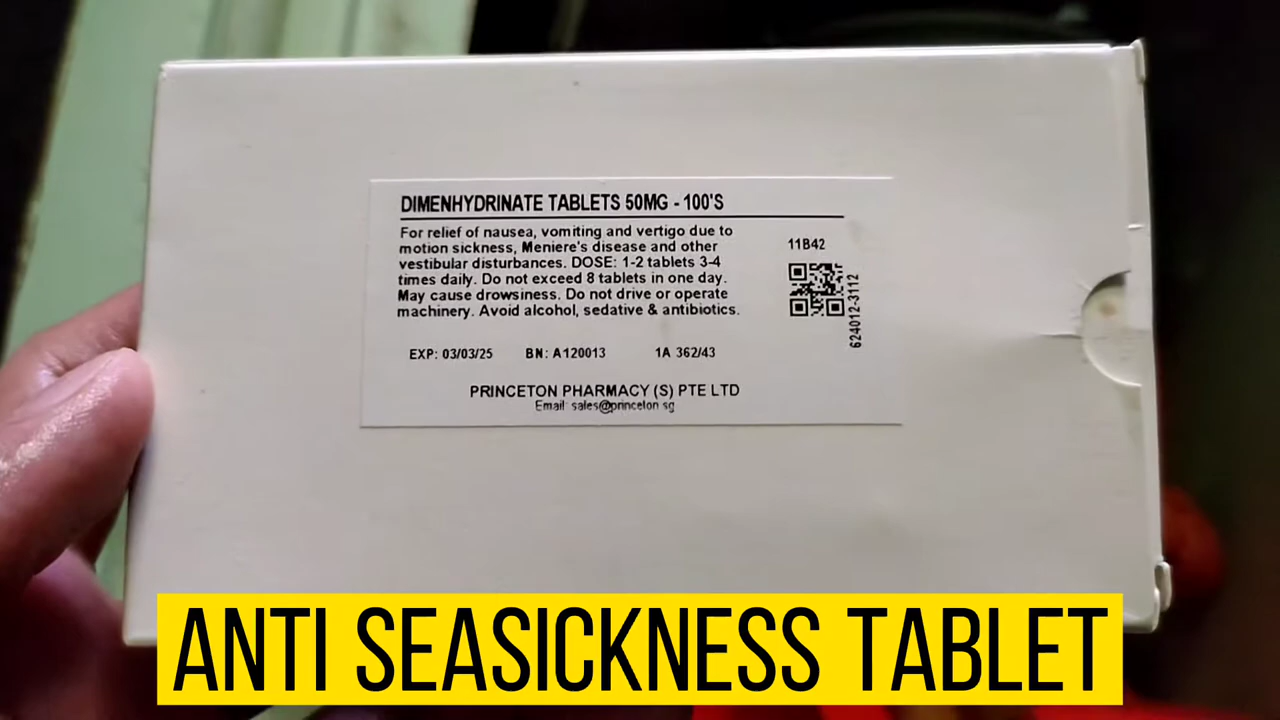 DIMENHYDRINATE TABLETS 50MG - 100'S
For relief of nausea, vomiting and vertigo due to
motion sickness, Meniere's disease and other
vestibular disturbances. DOSE: 1-2 tablets 3-4
times daily. Do not exceed 8 tablets in one day.
May cause drowsiness. Do not drive or operate
machinery. Avoid alcohol, sedative & antibiotics.
11B42
624012-3112
EXP: 03/03/25 BN: A120013 1A 362/43
PRINCETON PHARMACY (S) PTE LTD
Email: sales@princeton.sg
ANTI SEASICKNESS TABLET